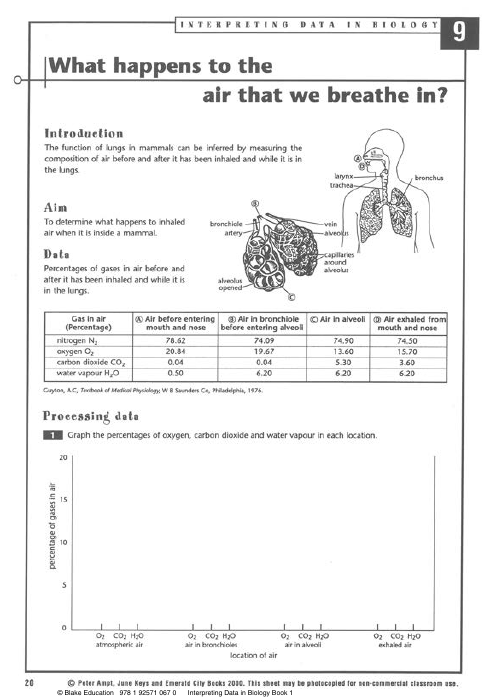 INTERPRETING DATA IN BIOLOGY
9
What happens to the
air that we breathe in?
Introduction
The function of lungs in mammals can be inferred by measuring the
composition of air before and after it has been inhaled and while it is in
the lungs.
Aim
To determine what happens to inhaled
air when it is inside a mammal.
Data
Percentages of gases in air before and
after it has been inhaled and while it is
in the lungs.
A
D
larynx
trachea
bronchus
B
bronchiole
artery
vein
alveolus
capillaries
around
alveolus
alveolus
opened
C
Gas in air
(Percentage)
A Air before entering
mouth and nose
B Air in bronchiole
before entering alveoli
C Air in alveoli
D Air exhaled from
mouth and nose
nitrogen N2 78.62 74.09 74.90 74.50
oxygen O2 20.84 19.67 13.60 15.70
carbon dioxide CO2 0.04 0.04 5.30 3.60
water vapour H2O 0.50 6.20 6.20 6.20
Guyton, A.C, Textbook of Medical Physiology, W B Saunders Co, Philadelphia, 1976.
Processing data
1 Graph the percentages of oxygen, carbon dioxide and water vapour in each location.
percentage of gases in air
20
15
10
5
0
O2 CO2 H2O O2 CO2 H2O O2 CO2 H2O O2 CO2 H2O
atmospheric air air in bronchioles air in alveoli exhaled air
location of air
20
© Peter Ampt, June Keys and Emerald City Books 2000. This sheet may be photocopied for non-commercial classroom use.
© Blake Education 978 1 92571 067 0 Interpreting Data in Biology Book 1